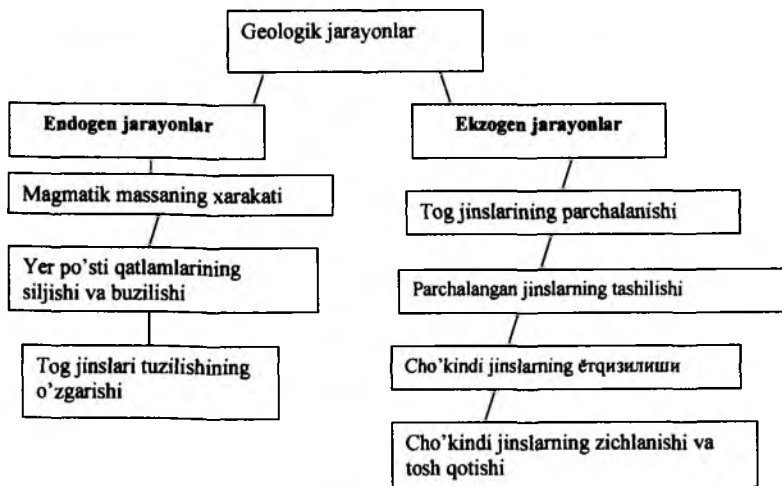 Geologik jarayonlar
Endogen jarayonlar
Magmatik massaning xarakati
Yer po'sti qatlamlarining
siljishi va buzilishi
Tog jinslari tuzilishining
o'zgarishi
Ekzogen jarayonlar
Tog jinslarining parchalanishi
Parchalangan jinslarning tashilishi
Cho'kindi jinslarning ётқизилиши
Cho'kindi jinslarning zichlanishi va
tosh qotishi